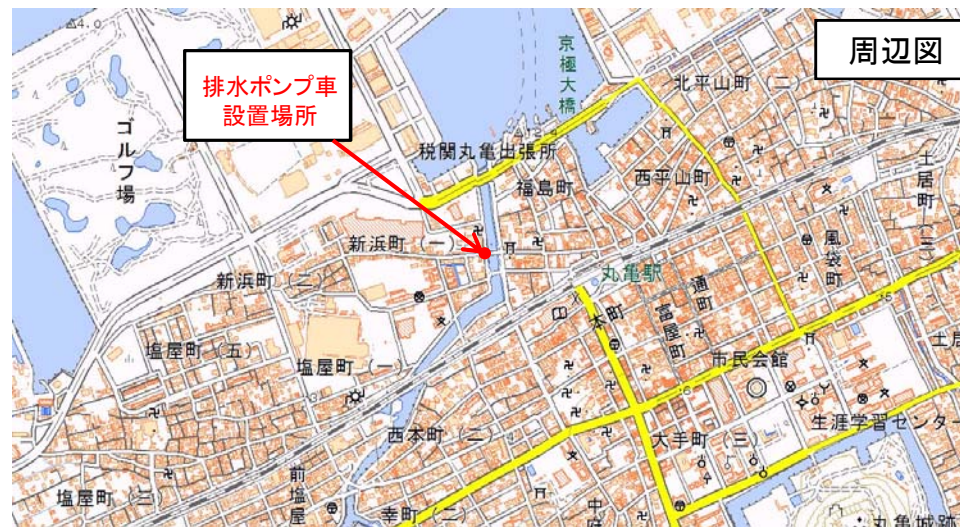 周辺図
排水ポンプ車
設置場所
4.0
京極大橋
北平山町（二）
12.4
税関丸亀出張所
ゴルフ場
福島町
西平山町
土居町（三）
新浜町（一）
風袋町
新浜町（二）
丸亀駅
通町
本町
富屋町
塩屋町（五）
市民会館
塩屋町（一）
生涯学習センター
西本町（二）
大手町（三）
前塩屋
塩屋町（三）
幸町（二）
丸亀城跡